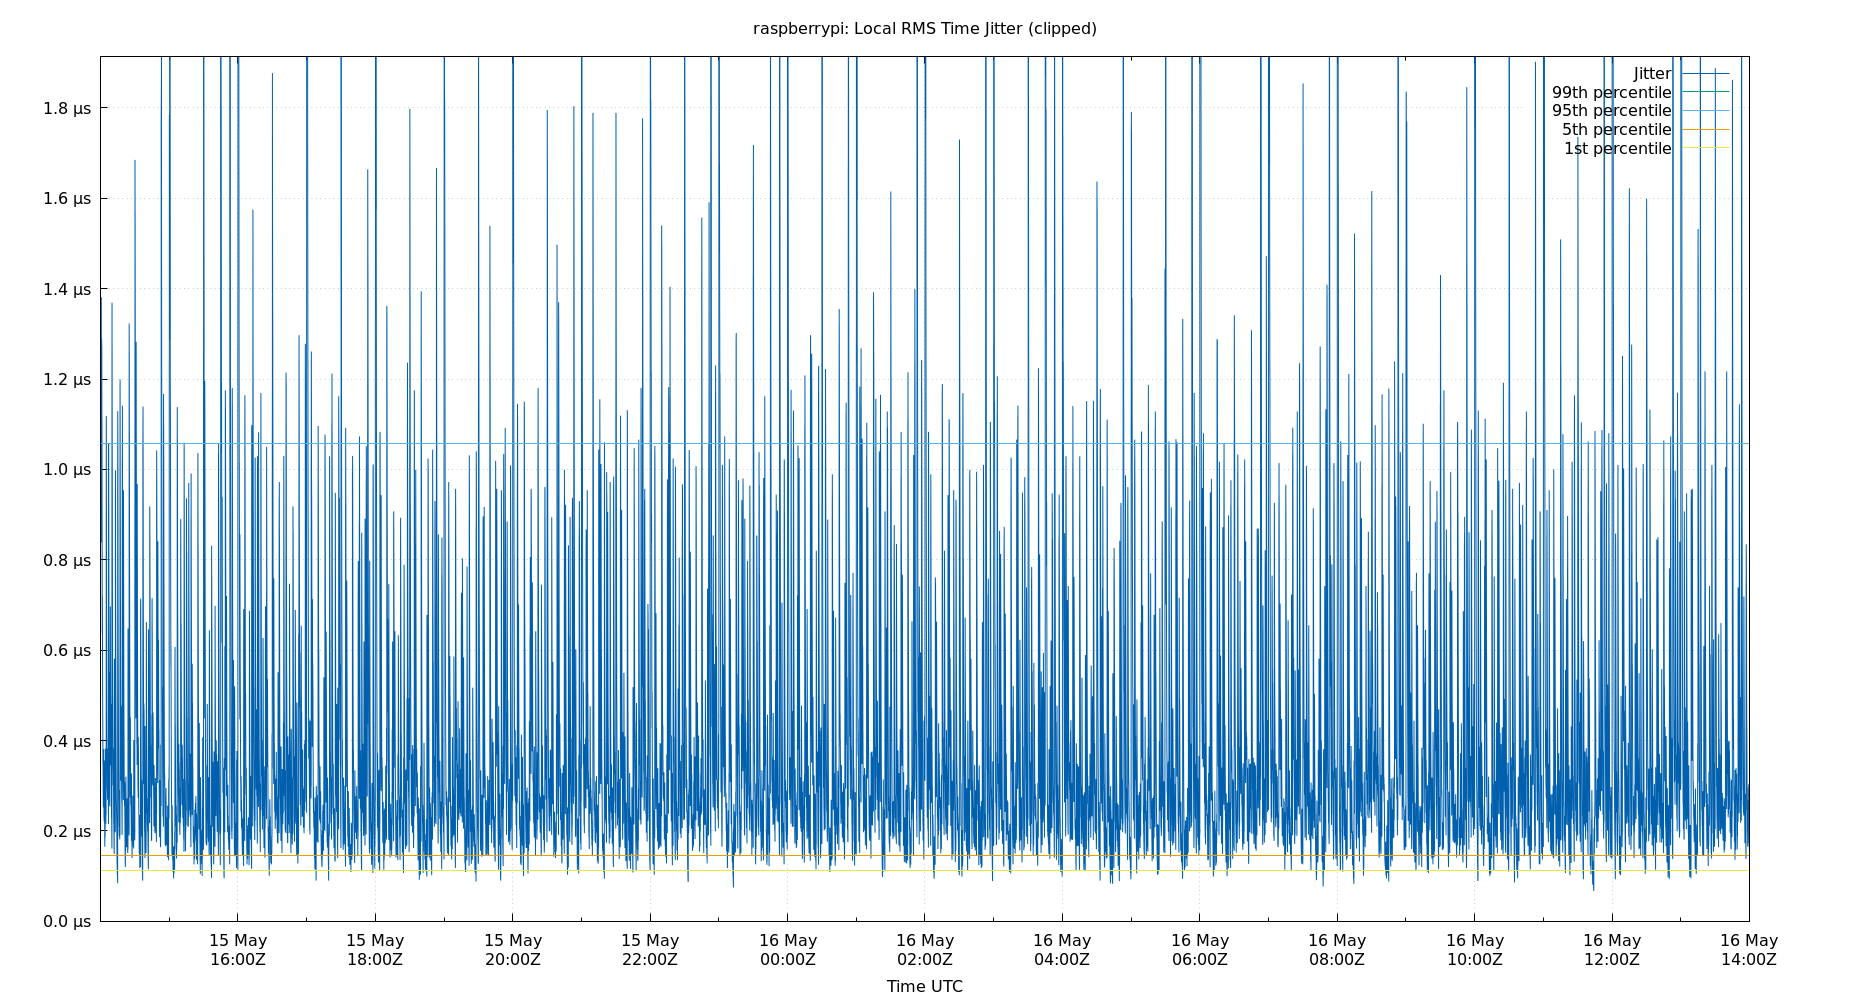 raspberrypi: Local RMS Time Jitter (clipped)
Jitter
99th percentile
95th percentile
5th percentile
1st percentile
1.8 μs
1.6 μs
1.4 μs
1.2 μs
1.0 μs
0.8 μs
0.6 μs
0.4 μs
0.2 μs
0.0 μs
15 May 15 May 15 May 15 May 16 May 16 May 16 May 16 May 16 May 16 May 16 May 16 May
16:00Z 18:00Z 20:00Z 22:00Z 00:00Z 02:00Z 04:00Z 06:00Z 08:00Z 10:00Z 12:00Z 14:00Z
Time UTC